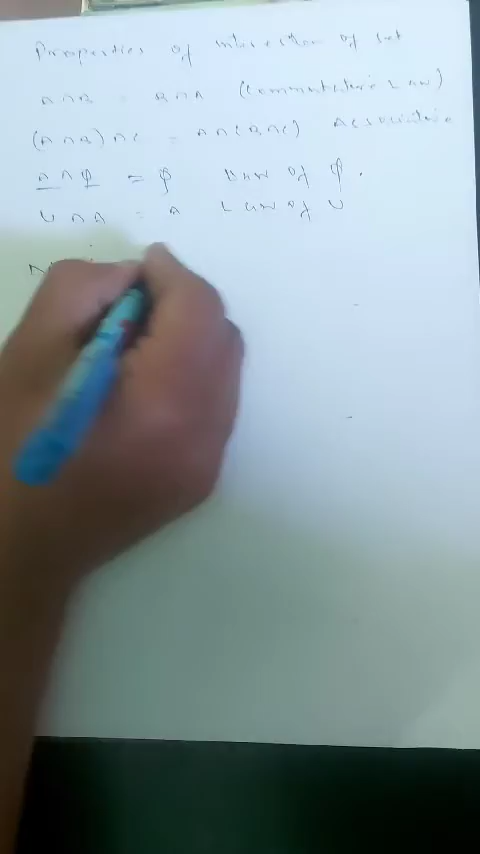 Properties of intersection of set
A ∩ B = B ∩ A (Commutative Law)
(A ∩ B) ∩ C = A ∩ (B ∩ C) Associative
A ∩ φ = φ Law of φ.
U ∩ A = A Law of U
A